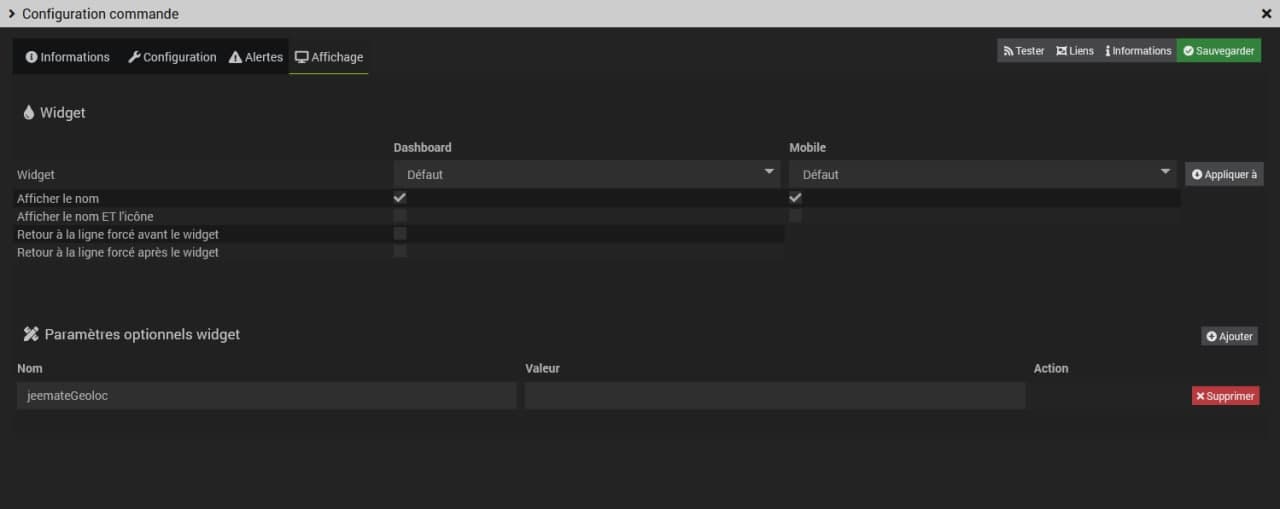 Configuration commande
Informations Configuration Alertes Affichage Tester Liens Informations Sauvegarder
Widget
Dashboard Mobile
Widget Défaut Défaut Appliquer à
Afficher le nom
Afficher le nom ET l'icône
Retour à la ligne forcé avant le widget
Retour à la ligne forcé après le widget
Paramètres optionnels widget Ajouter
Nom Valeur Action
jeemateGeoloc Supprimer